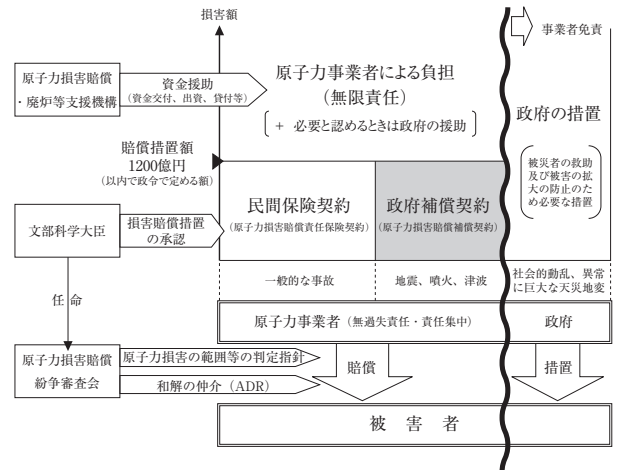 損害額
事業者免責
原子力損害賠償
・廃炉等支援機構
資金援助
(資金交付、出資、貸付等)
原子力事業者による負担
(無限責任)
+ 必要と認めるときは政府の援助
政府の措置
賠償措置額
1200億円
(以内で政令で定める額)
被災者の救助
及び被害の拡
大の防止のた
め必要な措置
民間保険契約
(原子力損害賠償責任保険契約)
政府補償契約
(原子力損害賠償補償契約)
文部科学大臣
損害賠償措置
の承認
一般的な事故
地震、噴火、津波
社会的動乱、異常
に巨大な天災地変
任 命
原子力事業者(無過失責任・責任集中)
政府
原子力損害賠償
紛争審査会
原子力損害の範囲等の判定指針
和解の仲介(ADR)
賠償
措置
被 害 者